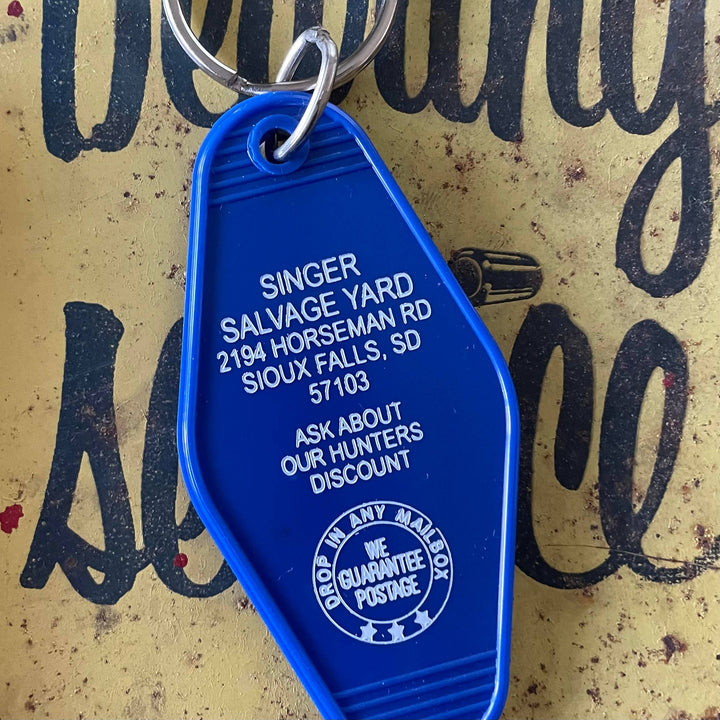 SINGER
SALVAGE YARD
2194 HORSEMAN RD
SIOUX FALLS, SD
57103
ASK ABOUT
OUR HUNTERS
DISCOUNT
DROP IN ANY MAILBOX
WE
GUARANTEE
POSTAGE